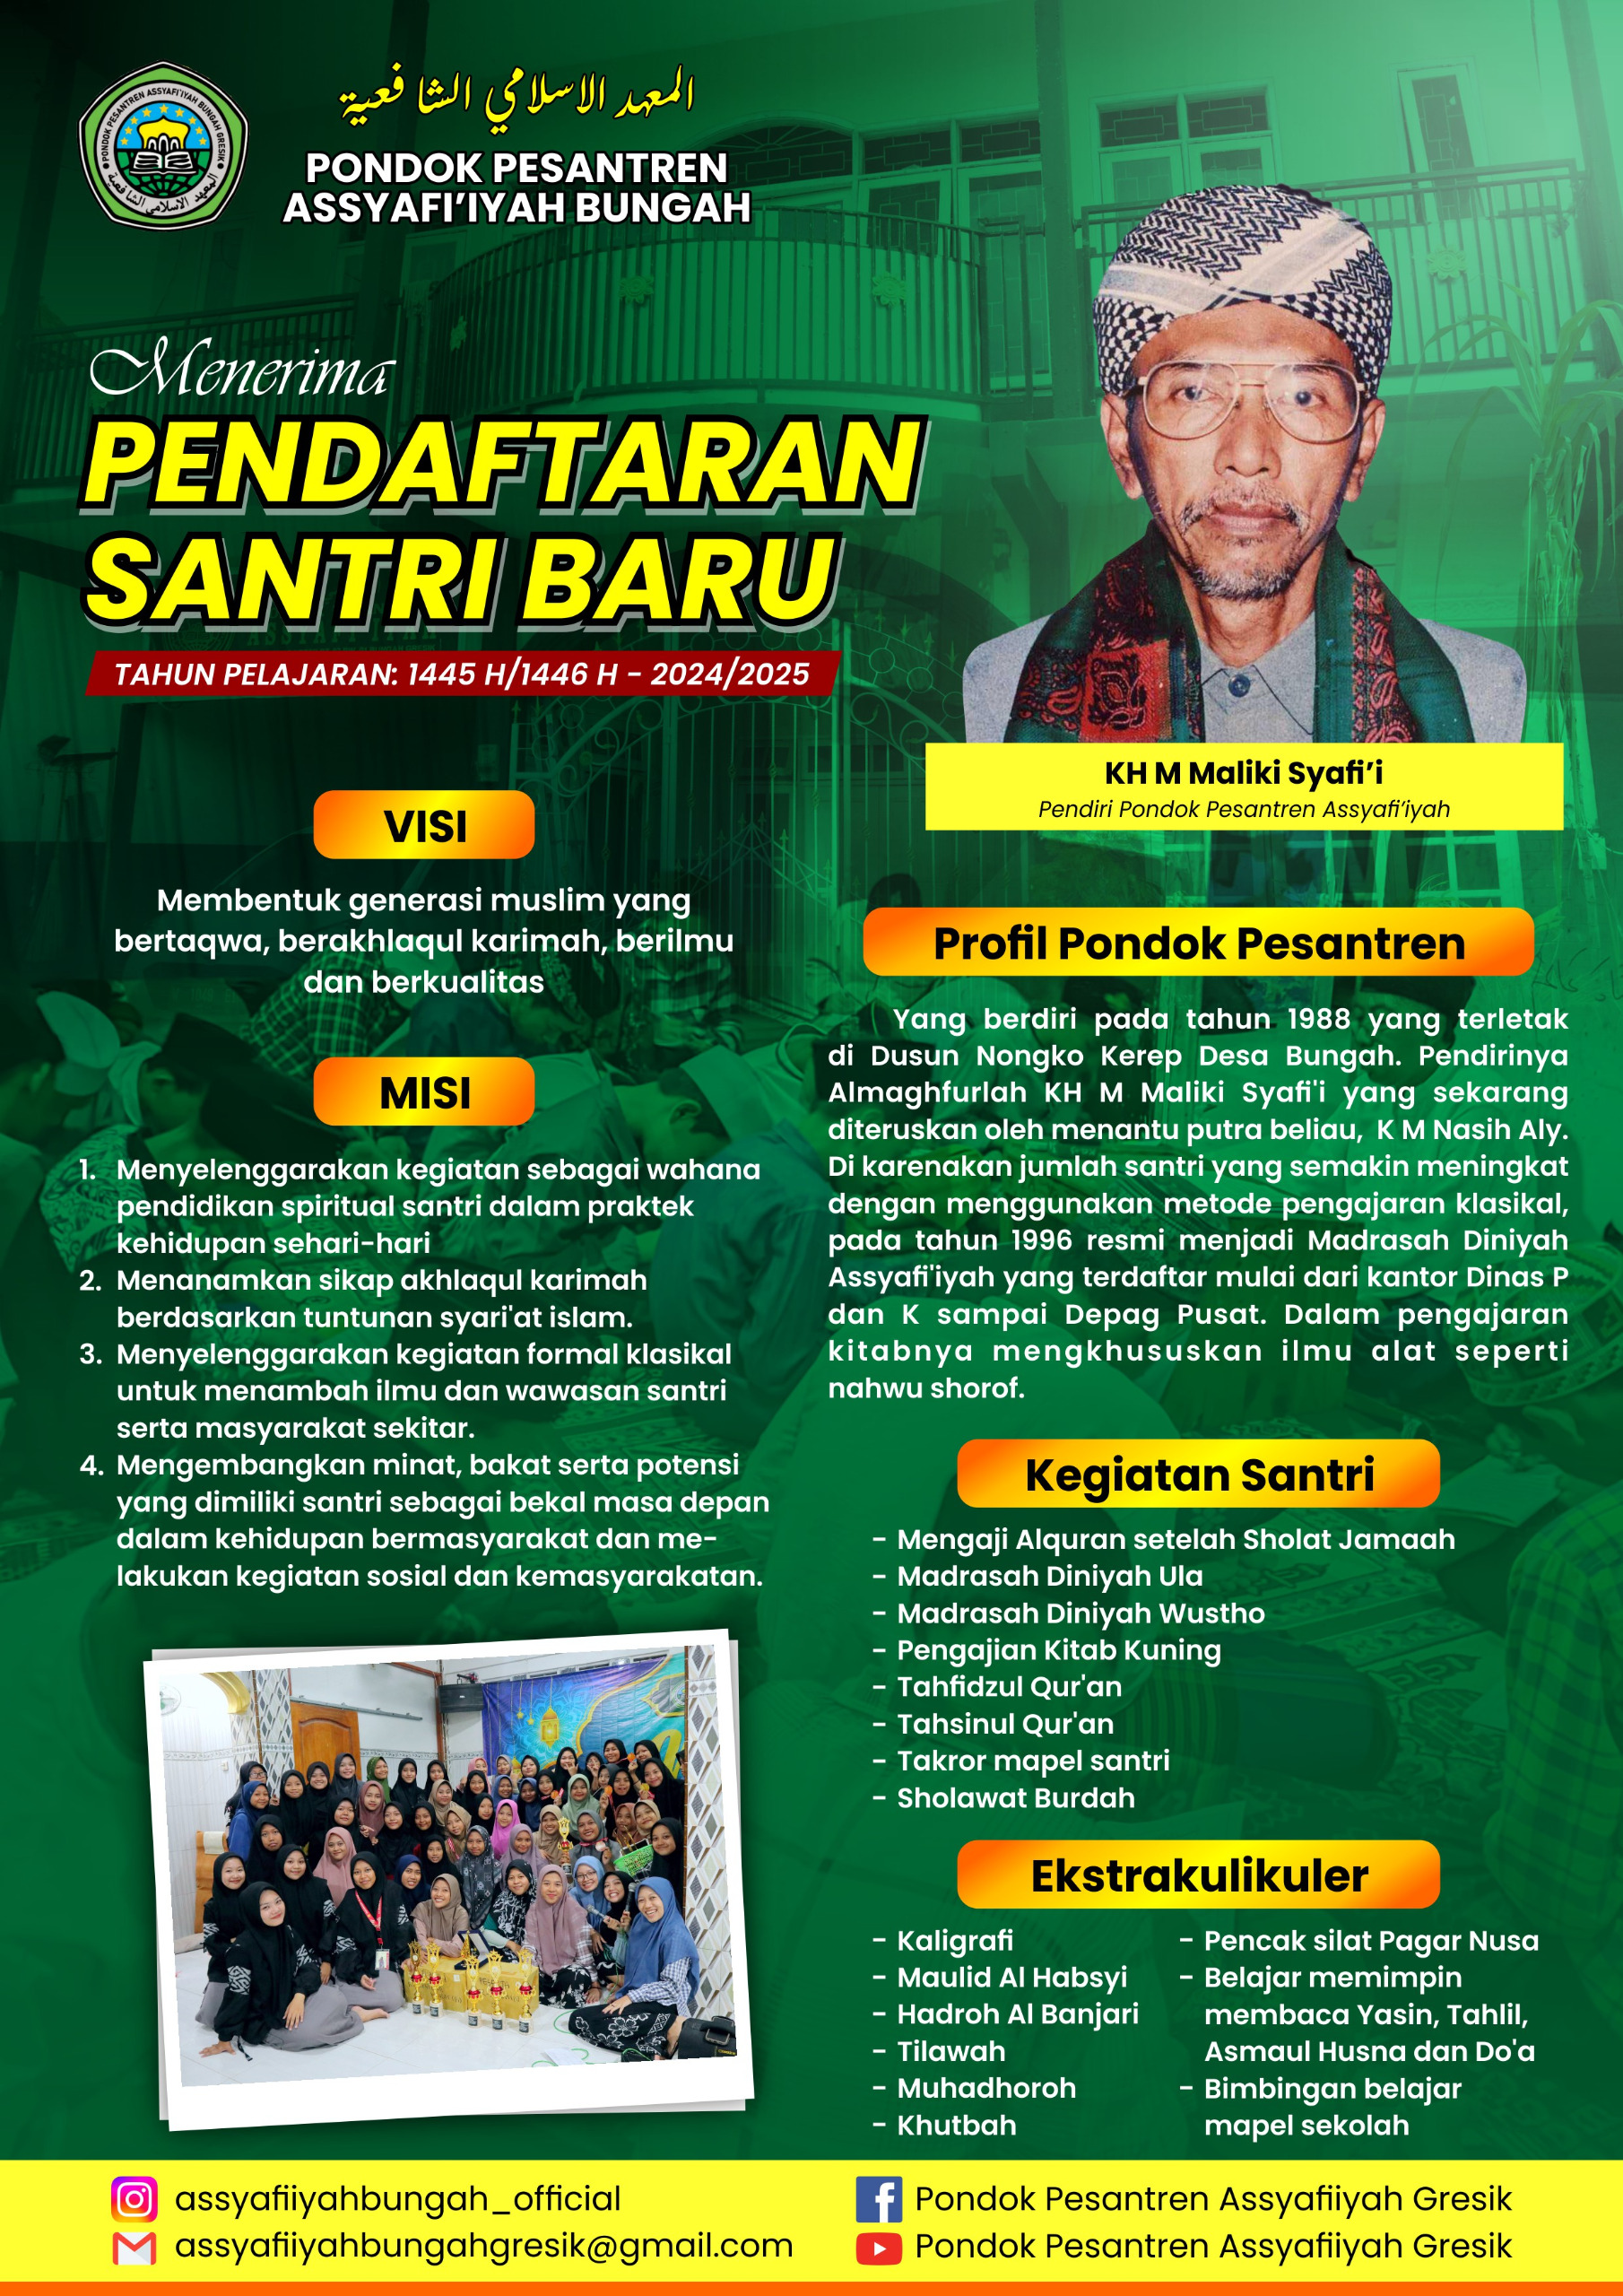 PONDOK PESANTREN ASSYAFI'IYAH BUNGAH GRESIK
المعهد الإسلامي الشافعية
المعهد الاسلامي الشافعية
PONDOK PESANTREN
ASSYAFI'IYAH BUNGAH
Menerima
PENDAFTARAN
SANTRI BARU
TAHUN PELAJARAN: 1445 H/1446 H - 2024/2025
KH M Maliki Syafi'i
Pendiri Pondok Pesantren Assyafi'iyah
VISI
Membentuk generasi muslim yang
bertaqwa, berakhlaqul karimah, berilmu
dan berkualitas
MISI
1. Menyelenggarakan kegiatan sebagai wahana
pendidikan spiritual santri dalam praktek
kehidupan sehari-hari
2. Menanamkan sikap akhlaqul karimah
berdasarkan tuntunan syari'at islam.
3. Menyelenggarakan kegiatan formal klasikal
untuk menambah ilmu dan wawasan santri
serta masyarakat sekitar.
4. Mengembangkan minat, bakat serta potensi
yang dimiliki santri sebagai bekal masa depan
dalam kehidupan bermasyarakat dan me-
lakukan kegiatan sosial dan kemasyarakatan.
Profil Pondok Pesantren
Yang berdiri pada tahun 1988 yang terletak
di Dusun Nongko Kerep Desa Bungah. Pendirinya
Almaghfurlah KH M Maliki Syafi'i yang sekarang
diteruskan oleh menantu putra beliau, K M Nasih Aly.
Di karenakan jumlah santri yang semakin meningkat
dengan menggunakan metode pengajaran klasikal,
pada tahun 1996 resmi menjadi Madrasah Diniyah
Assyafi'iyah yang terdaftar mulai dari kantor Dinas P
dan K sampai Depag Pusat. Dalam pengajaran
kitabnya mengkhususkan ilmu alat seperti
nahwu shorof.
Kegiatan Santri
- Mengaji Alquran setelah Sholat Jamaah
- Madrasah Diniyah Ula
- Madrasah Diniyah Wustho
- Pengajian Kitab Kuning
- Tahfidzul Qur'an
- Tahsinul Qur'an
- Takror mapel santri
- Sholawat Burdah
Ekstrakulikuler
- Kaligrafi
- Maulid Al Habsyi
- Hadroh Al Banjari
- Tilawah
- Muhadhoroh
- Khutbah
- Pencak silat Pagar Nusa
- Belajar memimpin
membaca Yasin, Tahlil,
Asmaul Husna dan Do'a
- Bimbingan belajar
mapel sekolah
assyafiiyahbungah_official
assyafiiyahbungahgresik@gmail.com
Pondok Pesantren Assyafiiyah Gresik
Pondok Pesantren Assyafiiyah Gresik